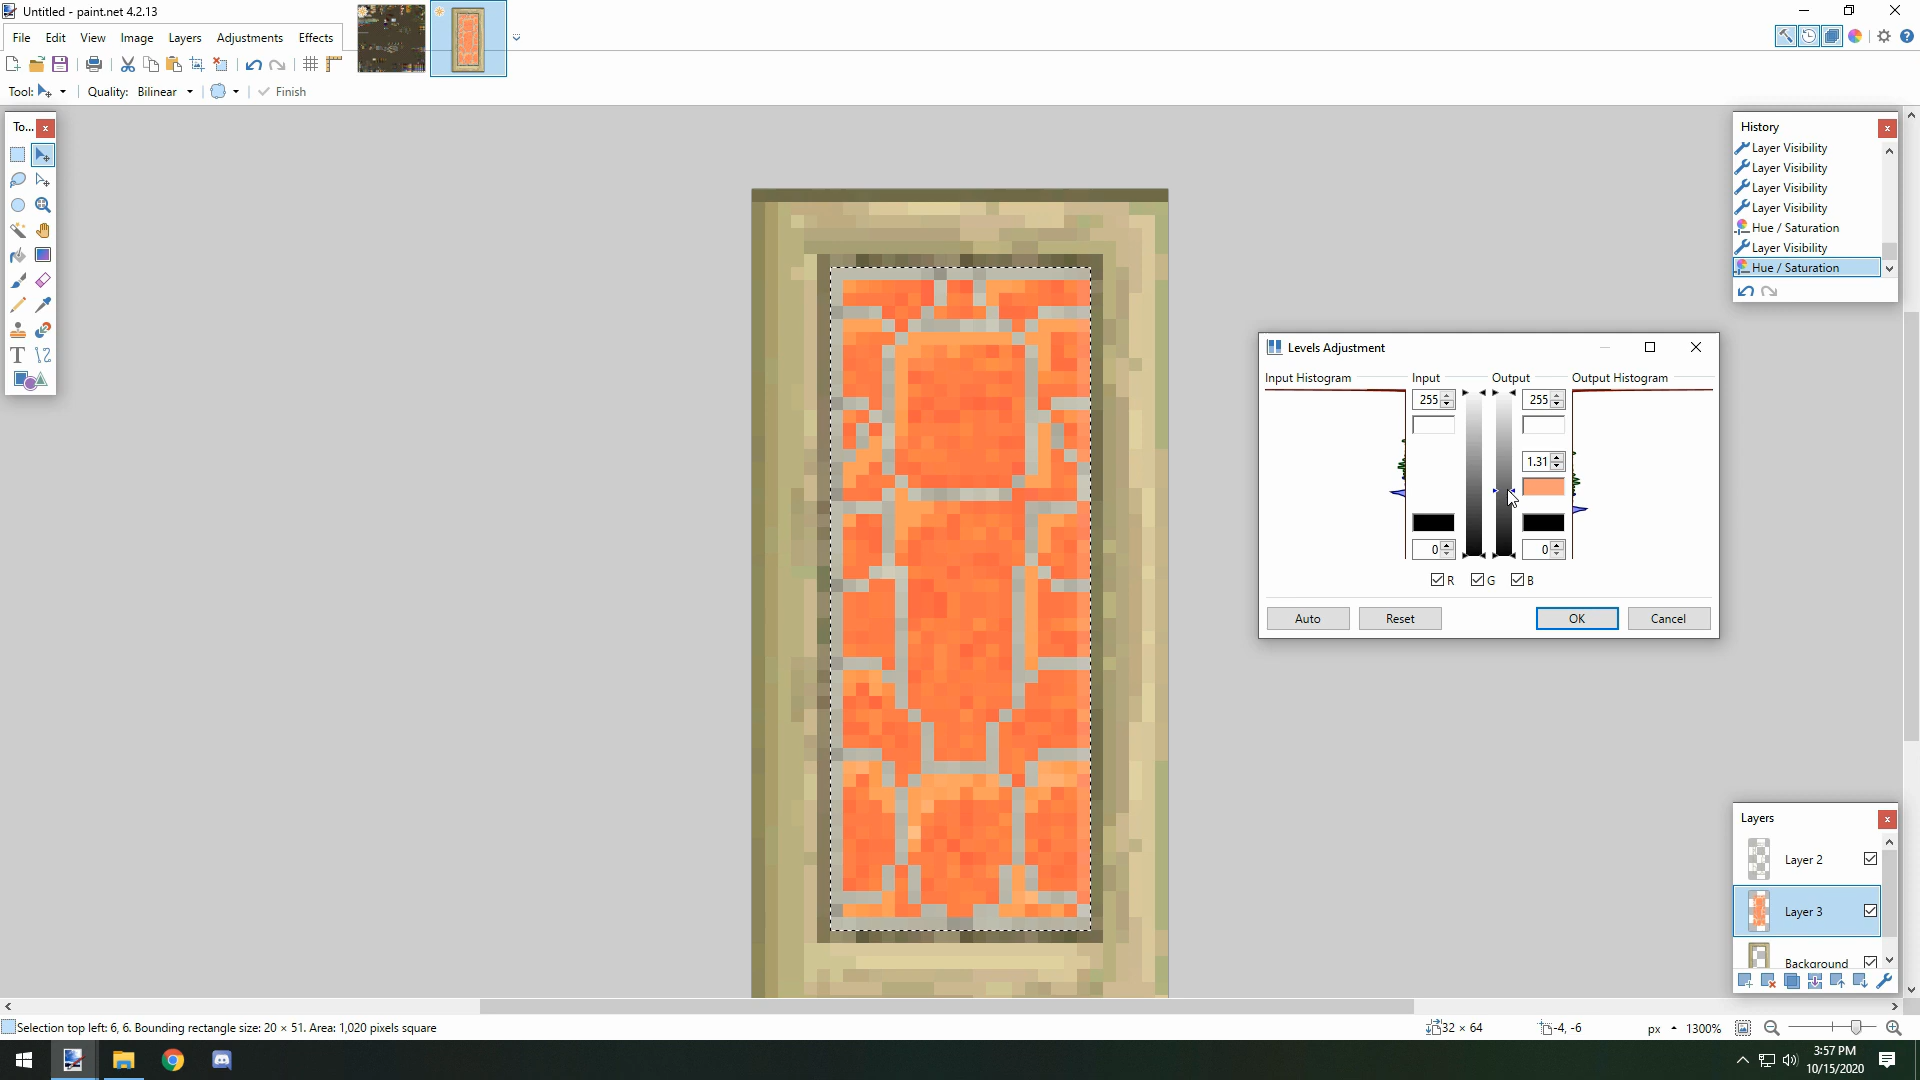 Untitled - paint.net 4.2.13
File Edit View Image Layers Adjustments Effects
Tool: Quality: Bilinear Finish
To...
History
Layer Visibility
Layer Visibility
Layer Visibility
Layer Visibility
Hue / Saturation
Layer Visibility
Hue / Saturation
Levels Adjustment
Input Histogram Input Output Output Histogram
255 255
1.31
0 0
R G B
Auto Reset OK Cancel
Layers
Layer 2
Layer 3
Background
Selection top left: 6, 6. Bounding rectangle size: 20 × 51. Area: 1,020 pixels square 32 × 64 -4, -6 px 1300%
3:57 PM
10/15/2020